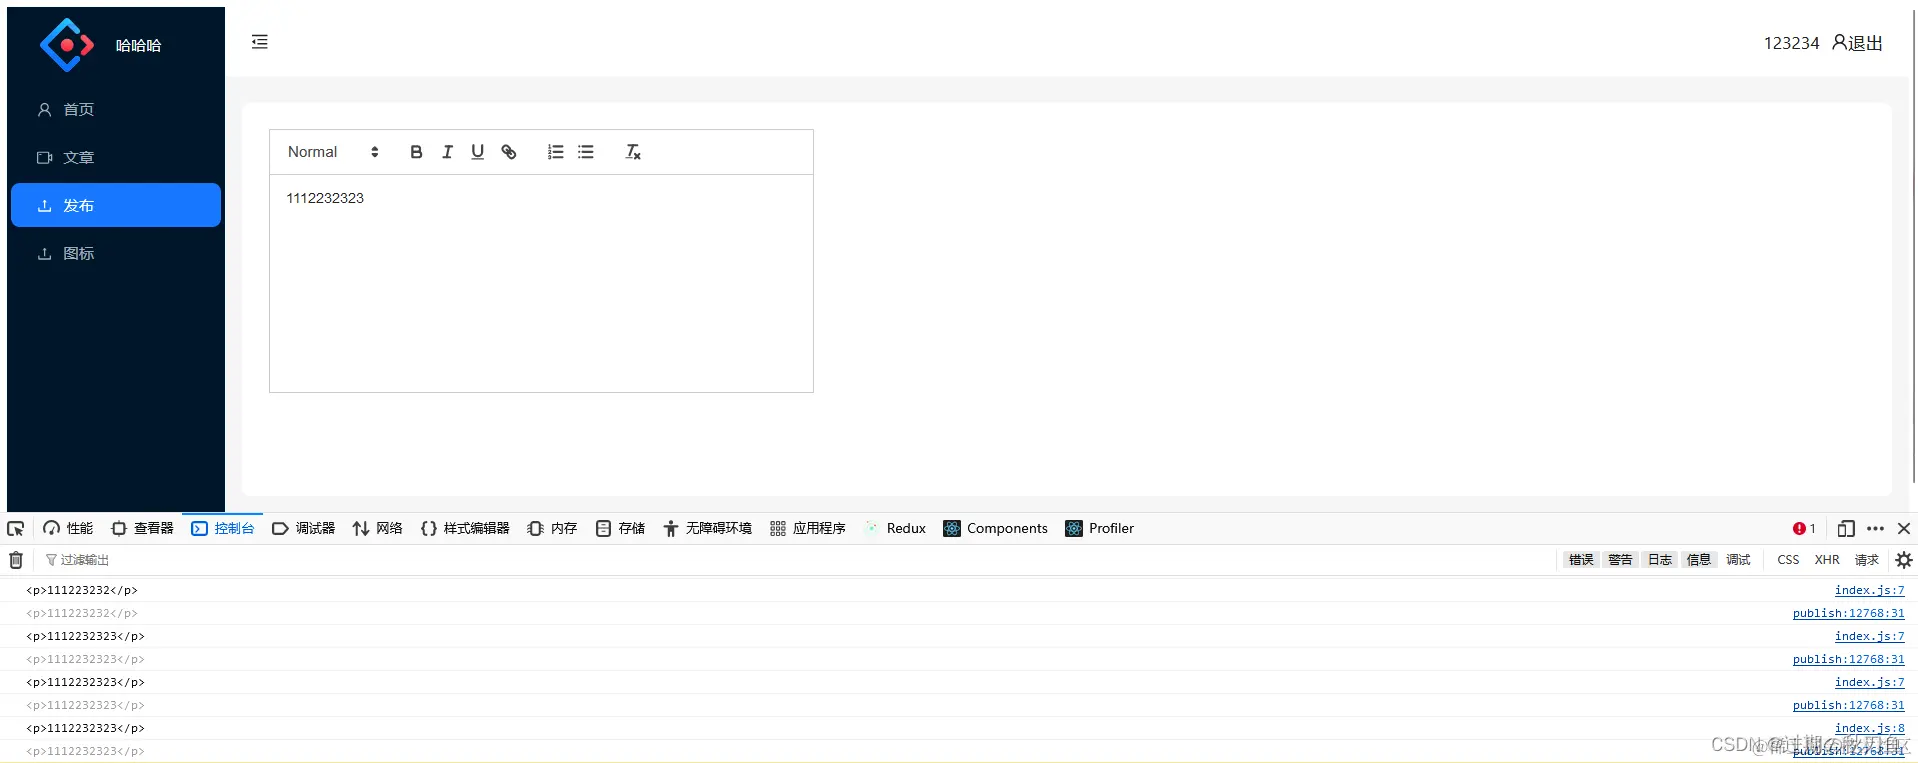 哈哈哈
123234 退出
首页
文章
发布
图标
Normal
1112232323
性能 查看器 控制台 调试器 网络 样式编辑器 内存 存储 无障碍环境 应用程序 Redux Components Profiler 1
过滤输出 错误 警告 日志 信息 调试 CSS XHR 请求
<p>111223232</p> index.js:7
<p>111223232</p> publish:12768:31
<p>1112232323</p> index.js:7
<p>1112232323</p> publish:12768:31
<p>1112232323</p> index.js:7
<p>1112232323</p> publish:12768:31
<p>1112232323</p> index.js:8
<p>1112232323</p> publish:12768:31
CSDN